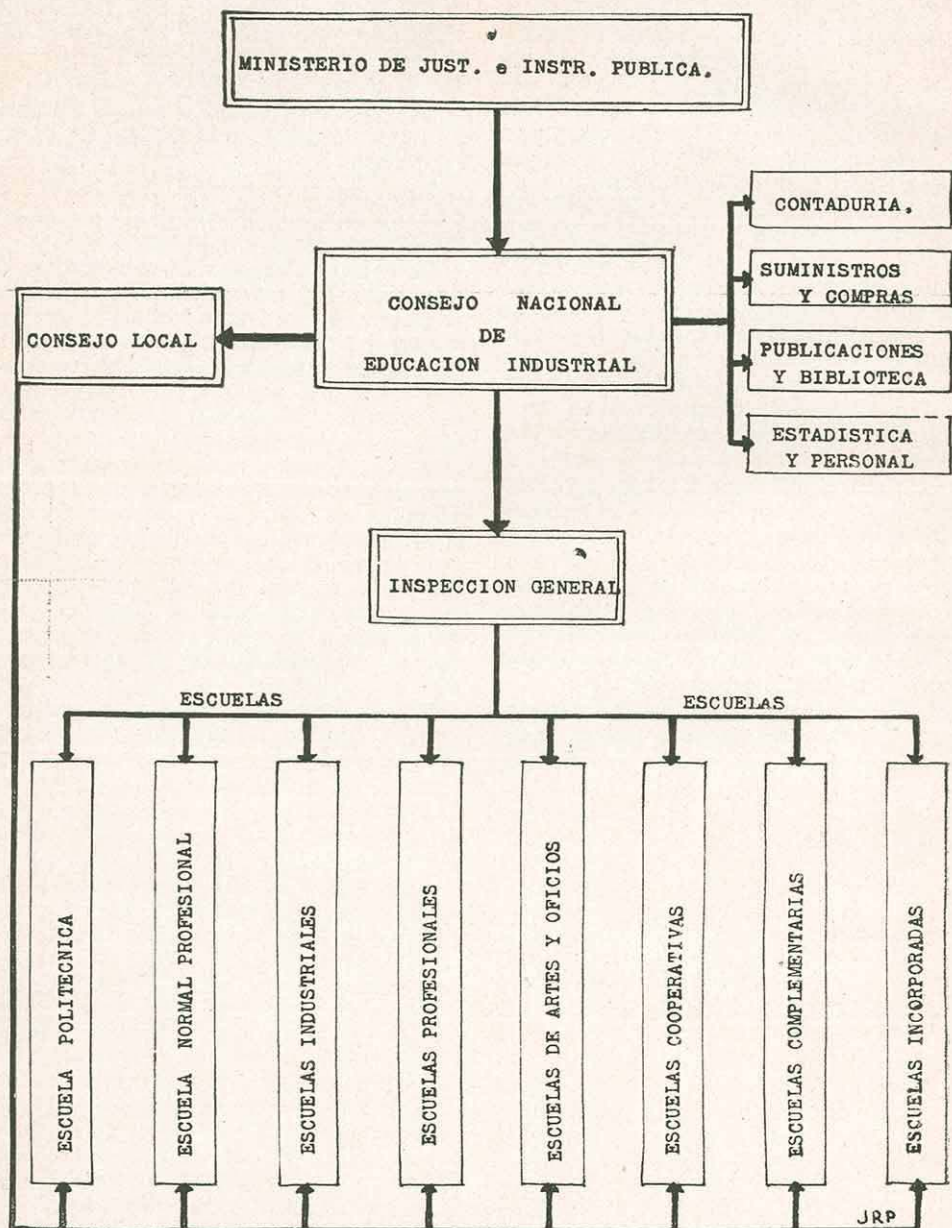 MINISTERIO DE JUST. e INSTR. PUBLICA.
CONTADURIA.
SUMINISTROS
Y COMPRAS
PUBLICACIONES
Y BIBLIOTECA
ESTADISTICA
Y PERSONAL
CONSEJO NACIONAL
DE
EDUCACION INDUSTRIAL
CONSEJO LOCAL
INSPECCION GENERAL
ESCUELAS
ESCUELAS
ESCUELA POLITECNICA
ESCUELA NORMAL PROFESIONAL
ESCUELAS INDUSTRIALES
ESCUELAS PROFESIONALES
ESCUELAS DE ARTES Y OFICIOS
ESCUELAS COOPERATIVAS
ESCUELAS COMPLEMENTARIAS
ESCUELAS INCORPORADAS
JRP